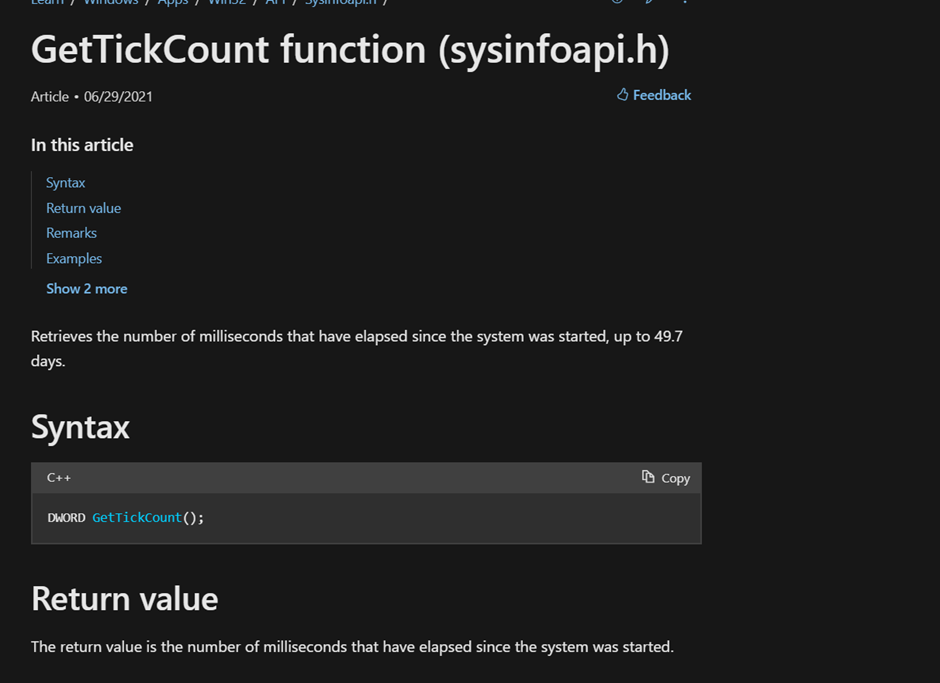 Learn / Windows / Apps / Win32 / API / Sysinfoapi.h /
GetTickCount function (sysinfoapi.h)
Article • 06/29/2021
Feedback
In this article
Syntax
Return value
Remarks
Examples
Show 2 more
Retrieves the number of milliseconds that have elapsed since the system was started, up to 49.7
days.
Syntax
C++
Copy
DWORD GetTickCount();
Return value
The return value is the number of milliseconds that have elapsed since the system was started.